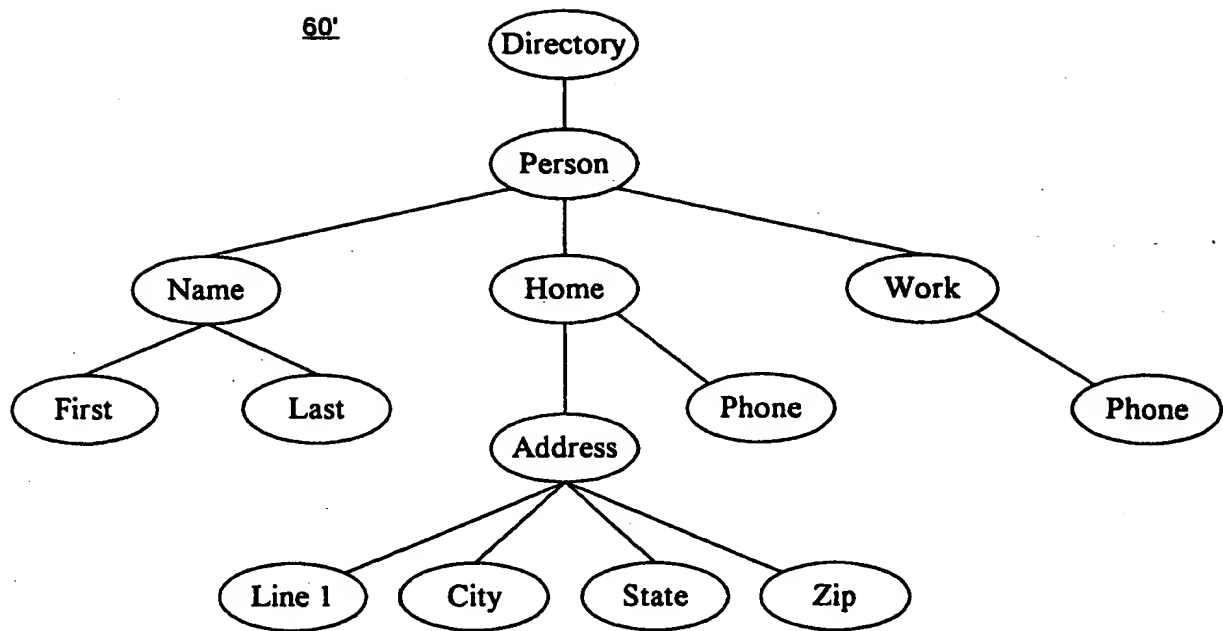 60'
Directory
Person
Name
Home
Work
First
Last
Phone
Phone
Address
Line 1
City
State
Zip